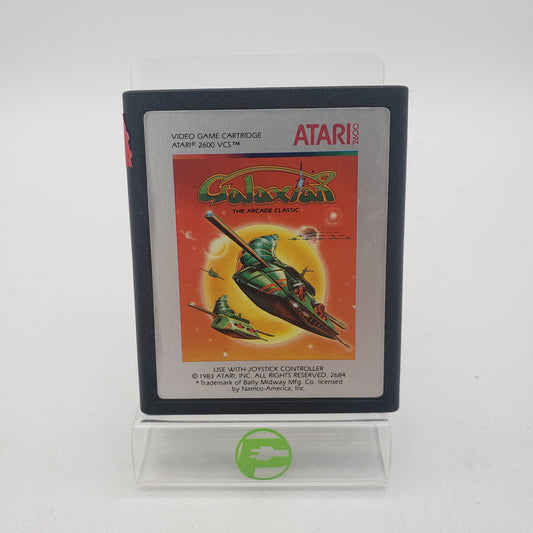 VIDEO GAME CARTRIDGE
ATARI® 2600 VCS™
ATARI 2600
Galaxian
THE ARCADE CLASSIC
USE WITH JOYSTICK CONTROLLER
©1983 ATARI, INC. ALL RIGHTS RESERVED. 2684
*Trademark of Bally Midway Mfg. Co. licensed
by Namco-America, Inc.